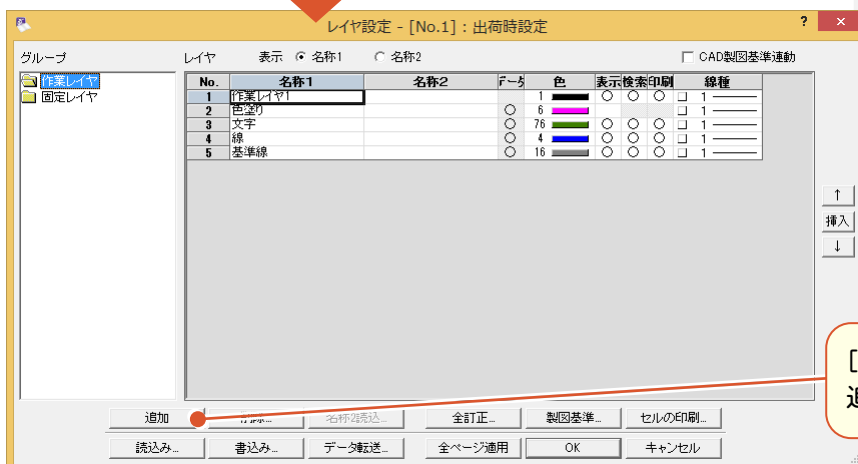 レイヤ設定 - [No.1] : 出荷時設定 ? ×
グループ レイヤ 表示 名称1 名称2 CAD製図基準連動
作業レイヤ
固定レイヤ
No. 名称1 名称2 データ 色 表示 検索 印刷 線種
1 作業レイヤ1 1 1
2 色塗り 6
3 文字 76 1
4 線 4 1
5 基準線 16 1
↑
挿入
↓
[
追加 名称2読込... 全訂正... 製図基準... セルの印刷...
読込み... 書込み... データ転送... 全ページ適用 OK キャンセル